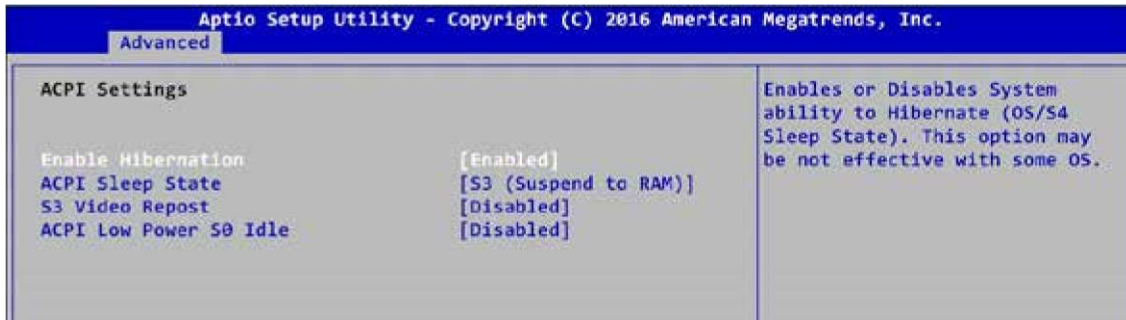 Aptio Setup Utility - Copyright (C) 2016 American Megatrends, Inc.
Advanced
ACPI Settings
Enable Hibernation [Enabled]
ACPI Sleep State [S3 (Suspend to RAM)]
S3 Video Repost [Disabled]
ACPI Low Power S0 Idle [Disabled]
Enables or Disables System
ability to Hibernate (OS/S4
Sleep State). This option may
be not effective with some OS.